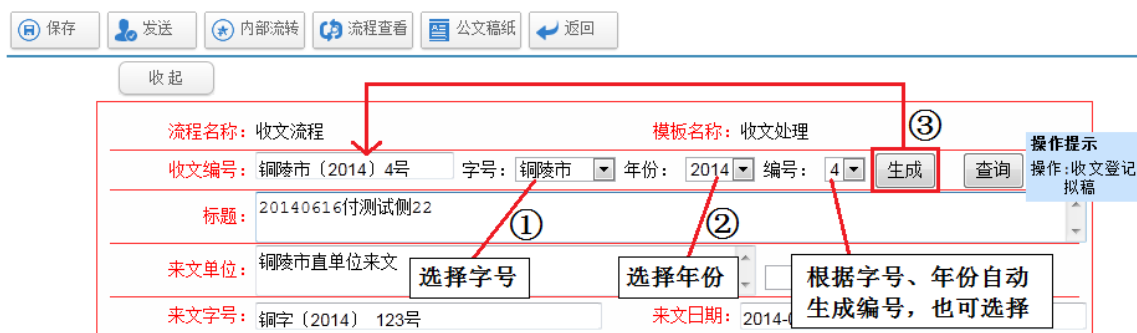 保存 发送 内部流转 流程查看 公文稿纸 返回
收起
流程名称：收文流程 模板名称：收文处理 ③
收文编号：铜陵市〔2014〕4号 字号：铜陵市 年份：2014 编号：4 生成 查询
操作提示
操作:收文登记
拟稿
标题：20140616付测试侧22
① ②
来文单位：铜陵市直单位来文
选择字号 选择年份 根据字号、年份自动
生成编号，也可选择
来文字号：铜字〔2014〕 123号 来文日期：2014-